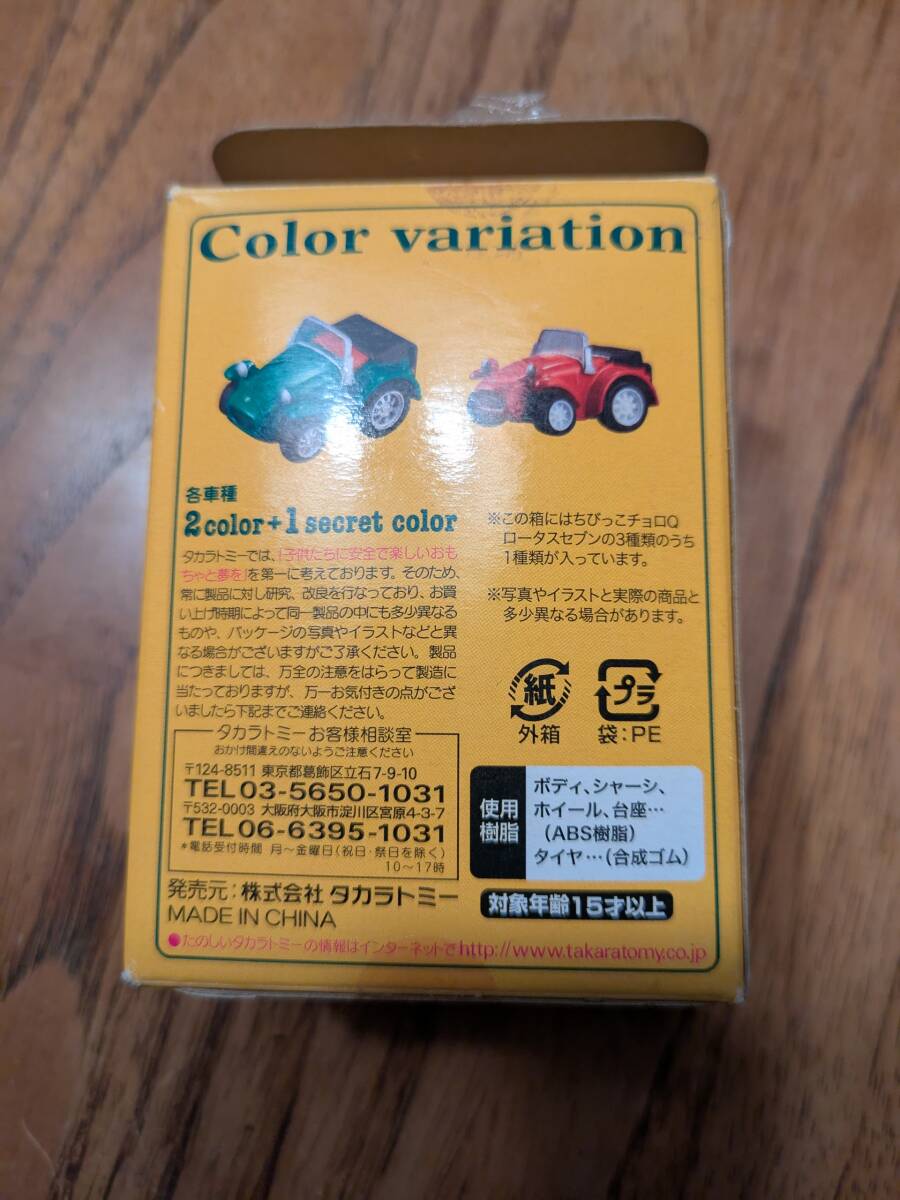 Color variation
各車種
2 color + 1 secret color
タカラトミーでは、「子供たちに安全で楽しいおも
ちゃと夢を」を第一に考えております。そのため、
常に製品に対し研究、改良を行なっており、お買
い上げ時期によって同一製品の中にも多少異なる
ものや、パッケージの写真やイラストなどと異
なる場合がございますがご了承ください。製品
につきましては、万全の注意をはらって製造に
当たっておりますが、万一お気付きの点がござ
いましたら下記までご連絡ください。
タカラトミーお客様相談室
おかけ間違えのないようご注意ください
〒124-8511 東京都葛飾区立石7-9-10
TEL 03-5650-1031
〒532-0003 大阪府大阪市淀川区宮原4-3-7
TEL 06-6395-1031
*電話受付時間 月～金曜日(祝日・祭日を除く)
10～17時
発売元:株式会社 タカラトミー
MADE IN CHINA
※この箱にはちびっこチョロQ
ロータスセブンの3種類のうち
1種類が入っています。
※写真やイラストと実際の商品と
多少異なる場合があります。
紙
外箱
プラ
袋:PE
使用
樹脂
ボディ、シャーシ、
ホイール、台座…
(ABS樹脂)
タイヤ…(合成ゴム)
対象年齢15才以上
●たのしいタカラトミーの情報はインターネットで http://www.takaratomy.co.jp